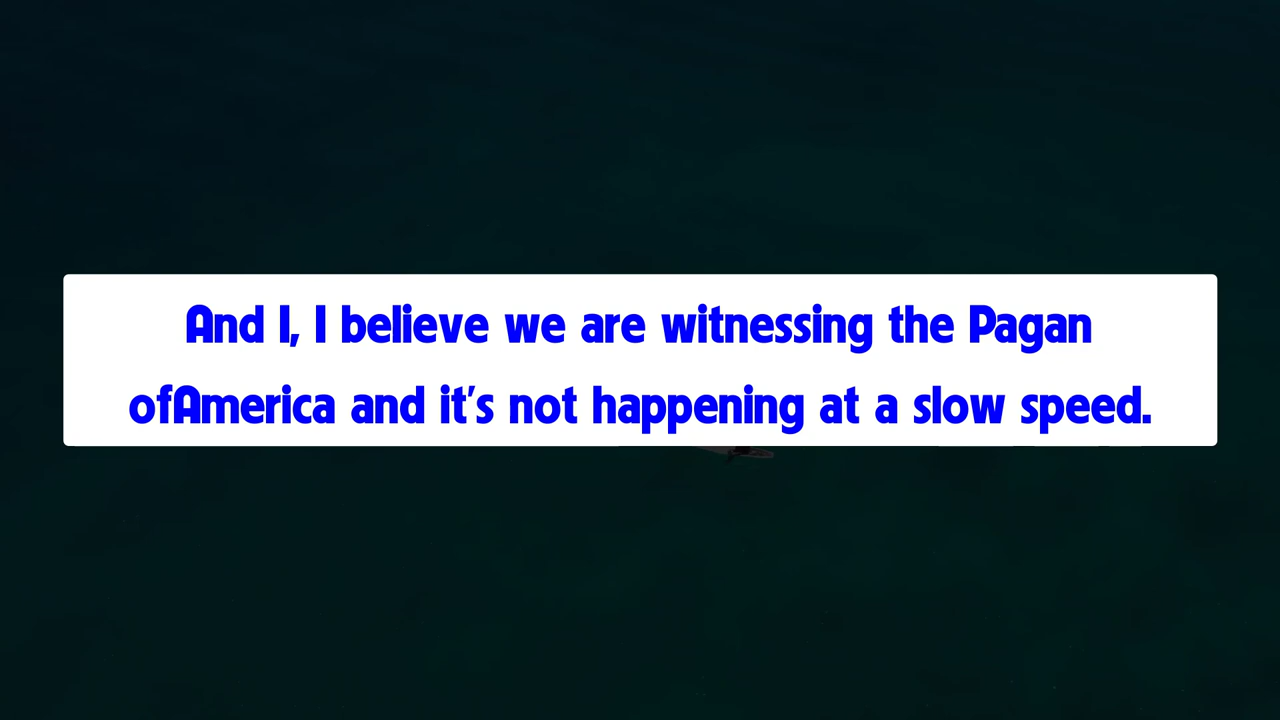 And I, I believe we are witnessing the Pagan
ofAmerica and it's not happening at a slow speed.